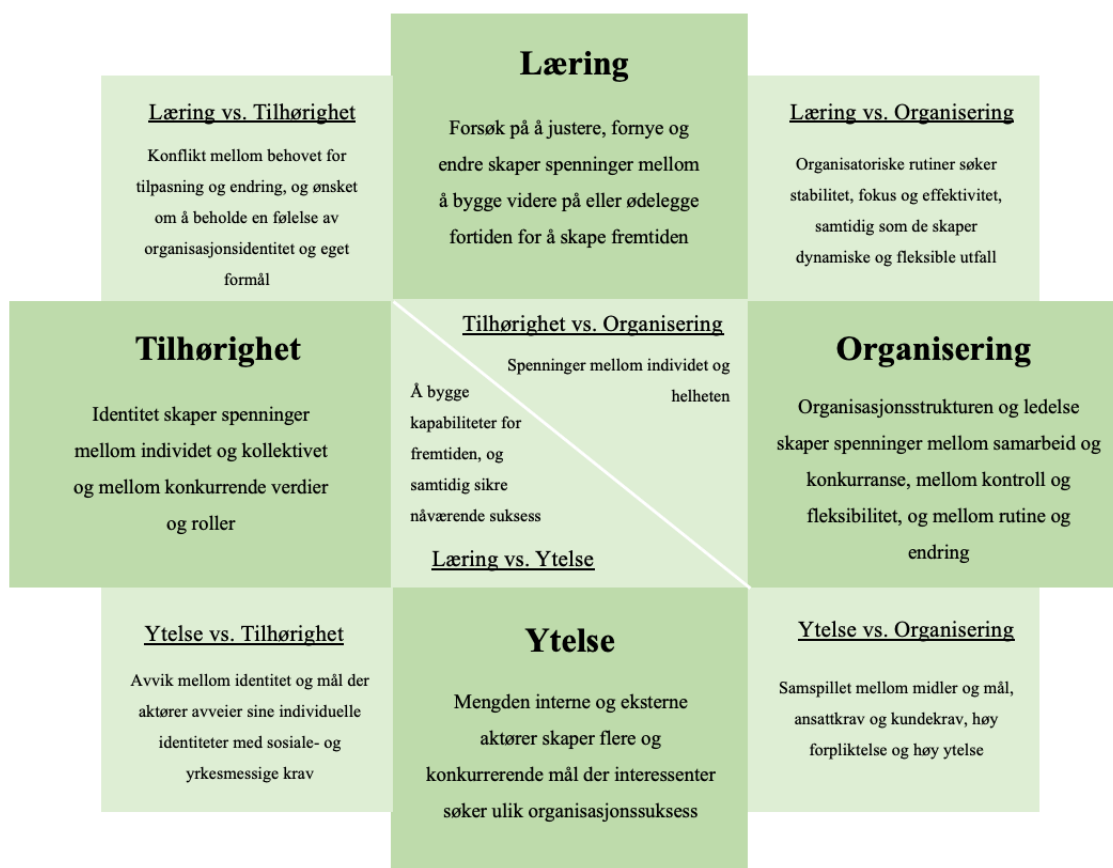 Læring
Forsøk på å justere, fornye og
endre skaper spenninger mellom
å bygge videre på eller ødelegge
fortiden for å skape fremtiden
Læring vs. Tilhørighet
Konflikt mellom behovet for
tilpasning og endring, og ønsket
om å beholde en følelse av
organisasjonsidentitet og eget
formål
Læring vs. Organisering
Organisatoriske rutiner søker
stabilitet, fokus og effektivitet,
samtidig som de skaper
dynamiske og fleksible utfall
Tilhørighet
Identitet skaper spenninger
mellom individet og kollektivet
og mellom konkurrende verdier
og roller
Tilhørighet vs. Organisering
Spenninger mellom individet og
helheten
Å bygge
kapabiliteter for
fremtiden, og
samtidig sikre
nåværende suksess
Læring vs. Ytelse
Organisering
Organisasjonsstrukturen og ledelse
skaper spenninger mellom samarbeid og
konkurranse, mellom kontroll og
fleksibilitet, og mellom rutine og
endring
Ytelse vs. Tilhørighet
Avvik mellom identitet og mål der
aktører avveier sine individuelle
identiteter med sosiale- og
yrkesmessige krav
Ytelse
Mengden interne og eksterne
aktører skaper flere og
konkurrerende mål der interessenter
søker ulik organisasjonssuksess
Ytelse vs. Organisering
Samspillet mellom midler og mål,
ansattkrav og kundekrav, høy
forpliktelse og høy ytelse